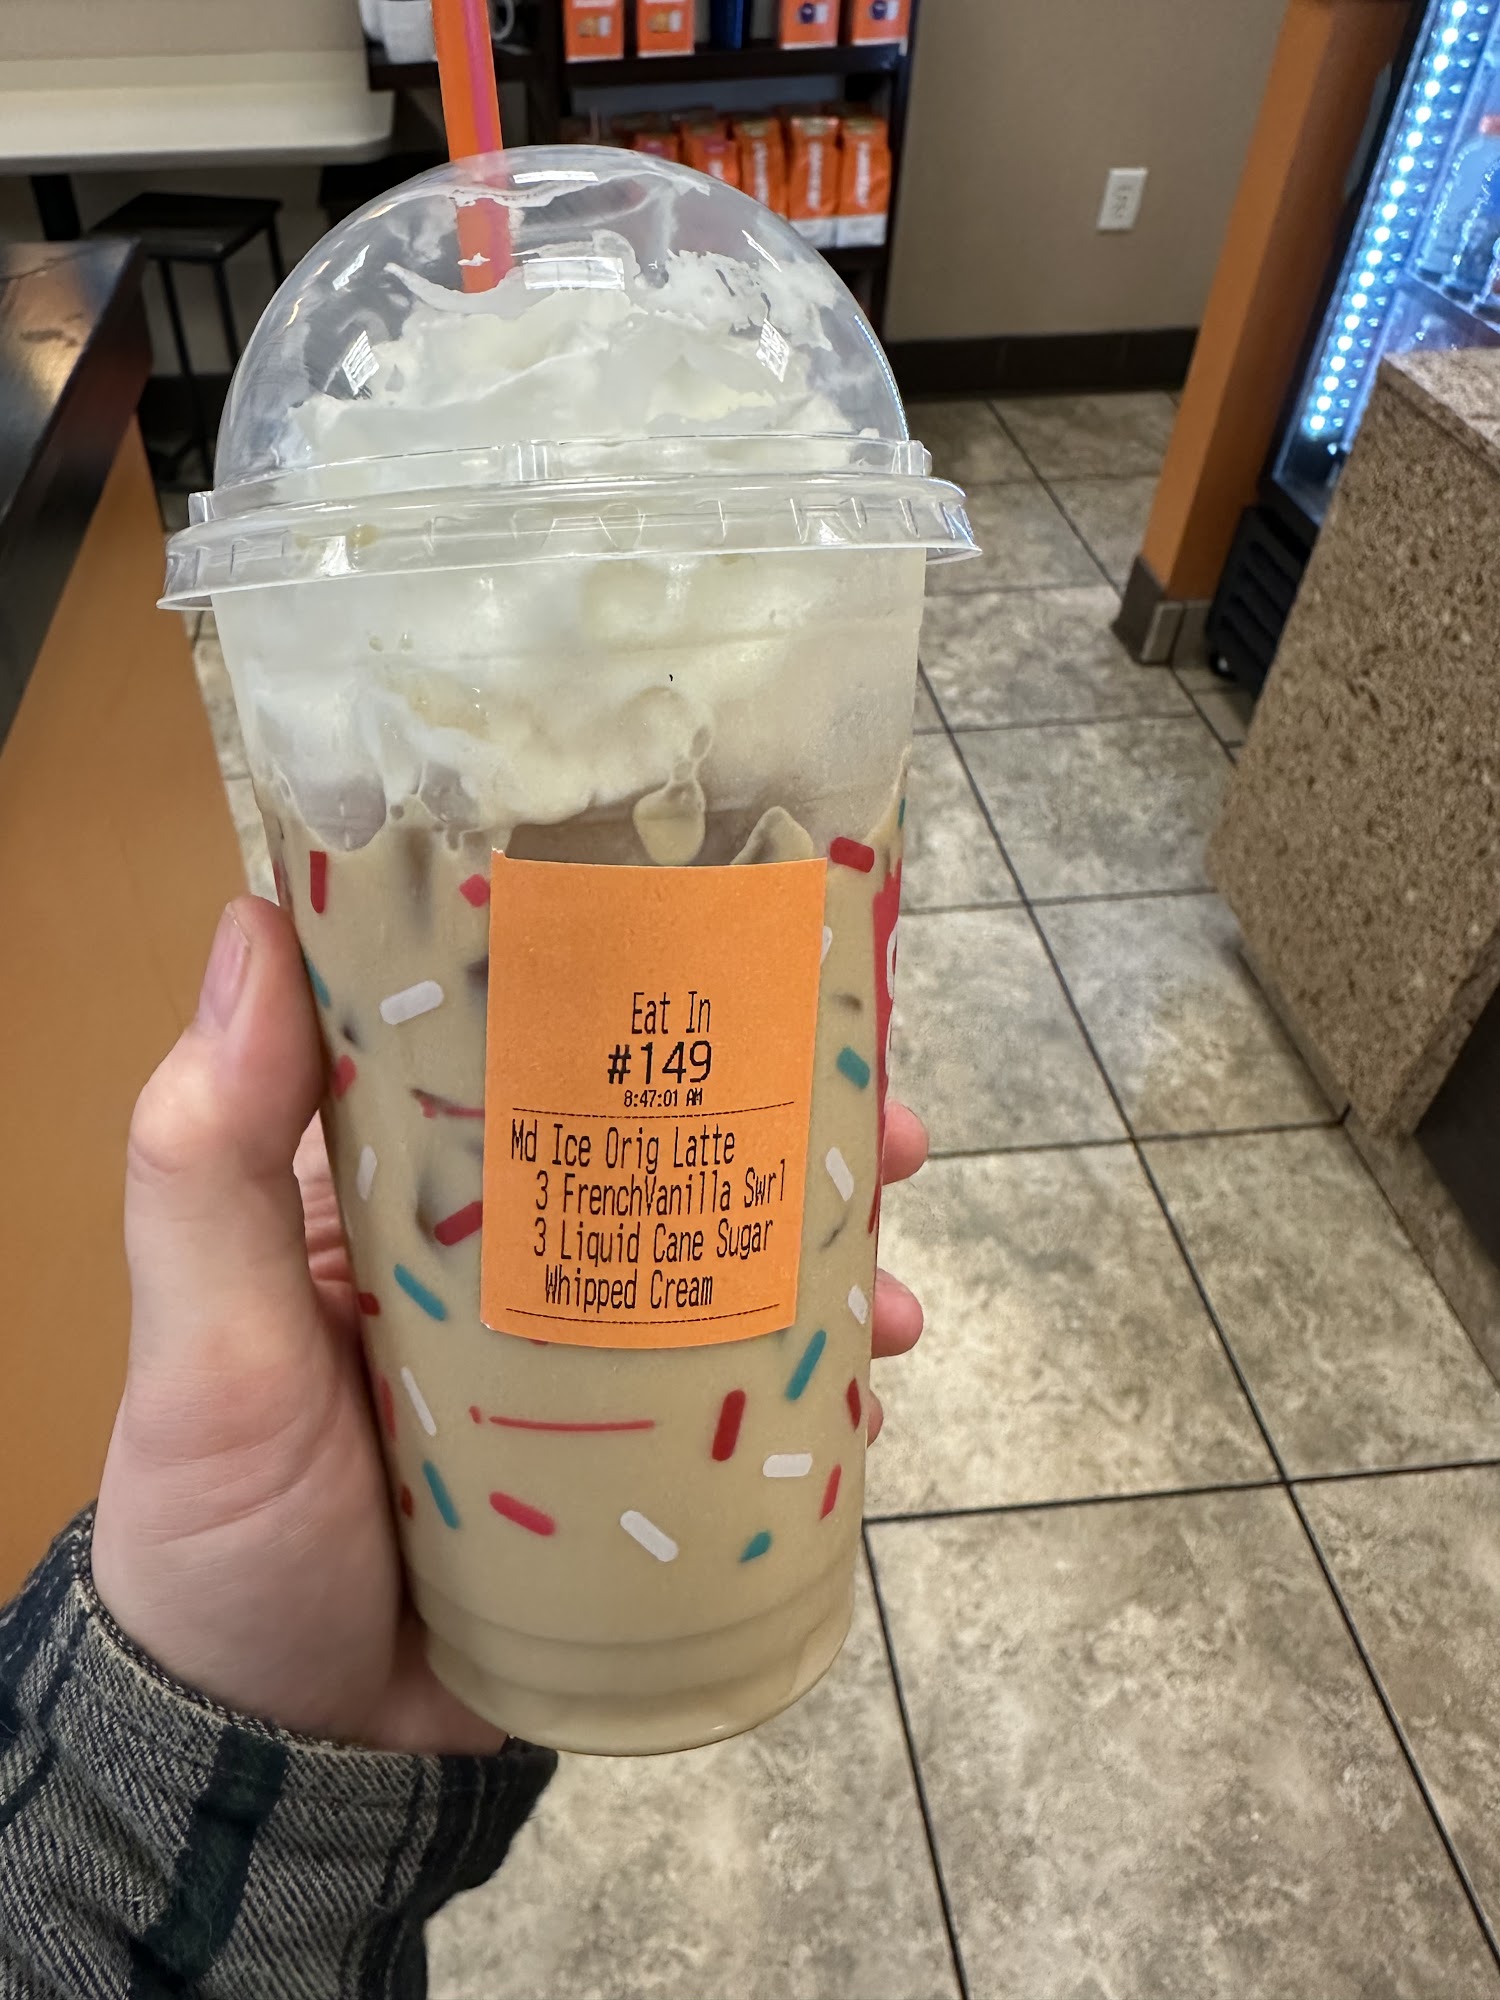 Eat In
#149
8:47:01 AM
Md Ice Orig Latte
3 FrenchVanilla Swrl
3 Liquid Cane Sugar
Whipped Cream